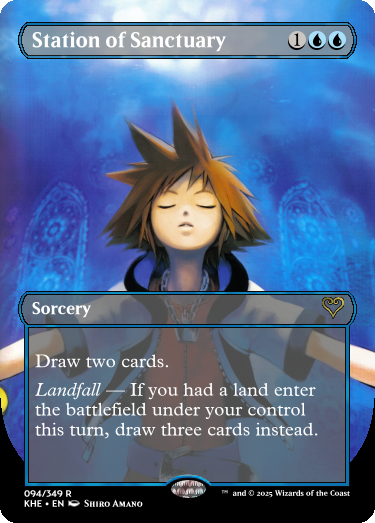 Station of Sanctuary 1
Sorcery
Draw two cards.
Landfall — If you had a land enter
the battlefield under your control
this turn, draw three cards instead.
094/349 R
KHE • EN Shiro Amano ™ and © 2025 Wizards of the Coast